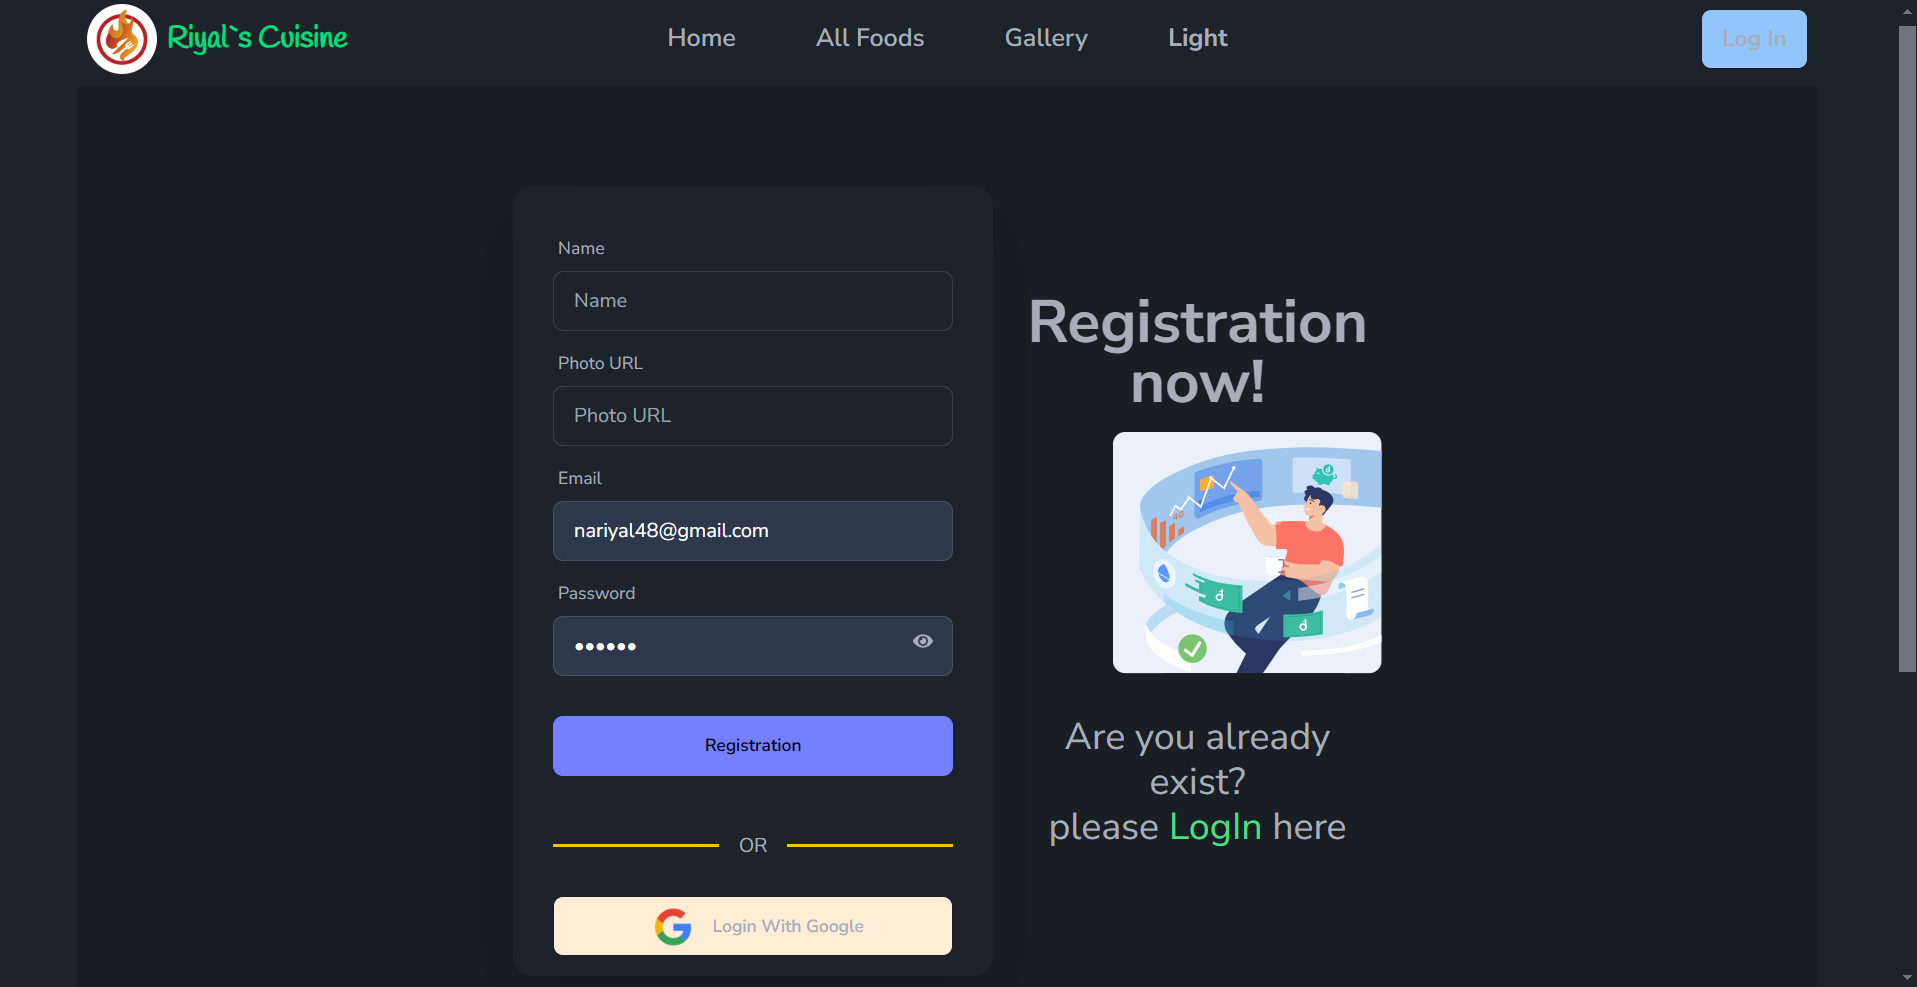 Riyal`s Cuisine
Home
All Foods
Gallery
Light
Log In
Name
Name
Photo URL
Photo URL
Email
nariyal48@gmail.com
Password
••••••
Registration
OR
Login With Google
Registration
now!
40
Are you already
exist?
please LogIn here